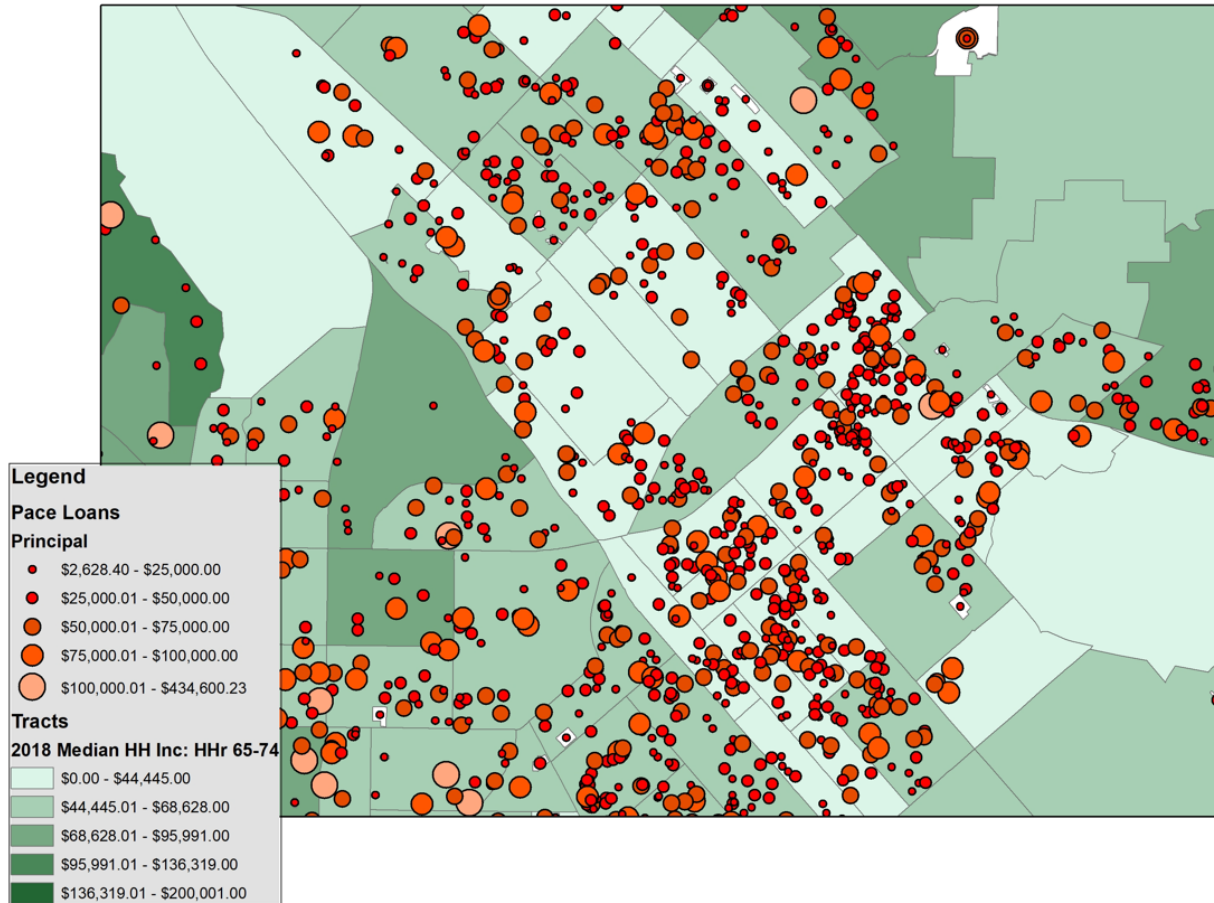 Legend
Pace Loans
Principal
$2,628.40 - $25,000.00
$25,000.01 - $50,000.00
$50,000.01 - $75,000.00
$75,000.01 - $100,000.00
$100,000.01 - $434,600.23
Tracts
2018 Median HH Inc: HHr 65-74
$0.00 - $44,445.00
$44,445.01 - $68,628.00
$68,628.01 - $95,991.00
$95,991.01 - $136,319.00
$136,319.01 - $200,001.00